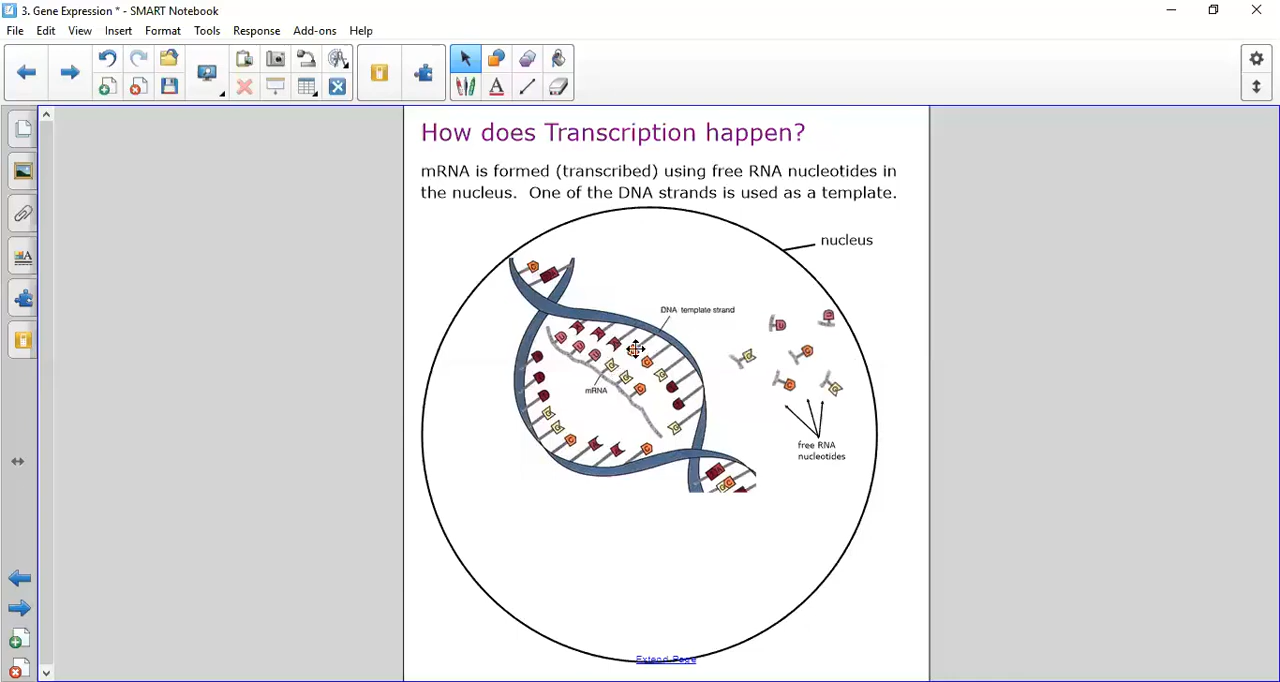 3. Gene Expression * - SMART Notebook
File Edit View Insert Format Tools Response Add-ons Help
How does Transcription happen?
mRNA is formed (transcribed) using free RNA nucleotides in
the nucleus. One of the DNA strands is used as a template.
nucleus
DNA template strand
mRNA
free RNA
nucleotides
Extend Page